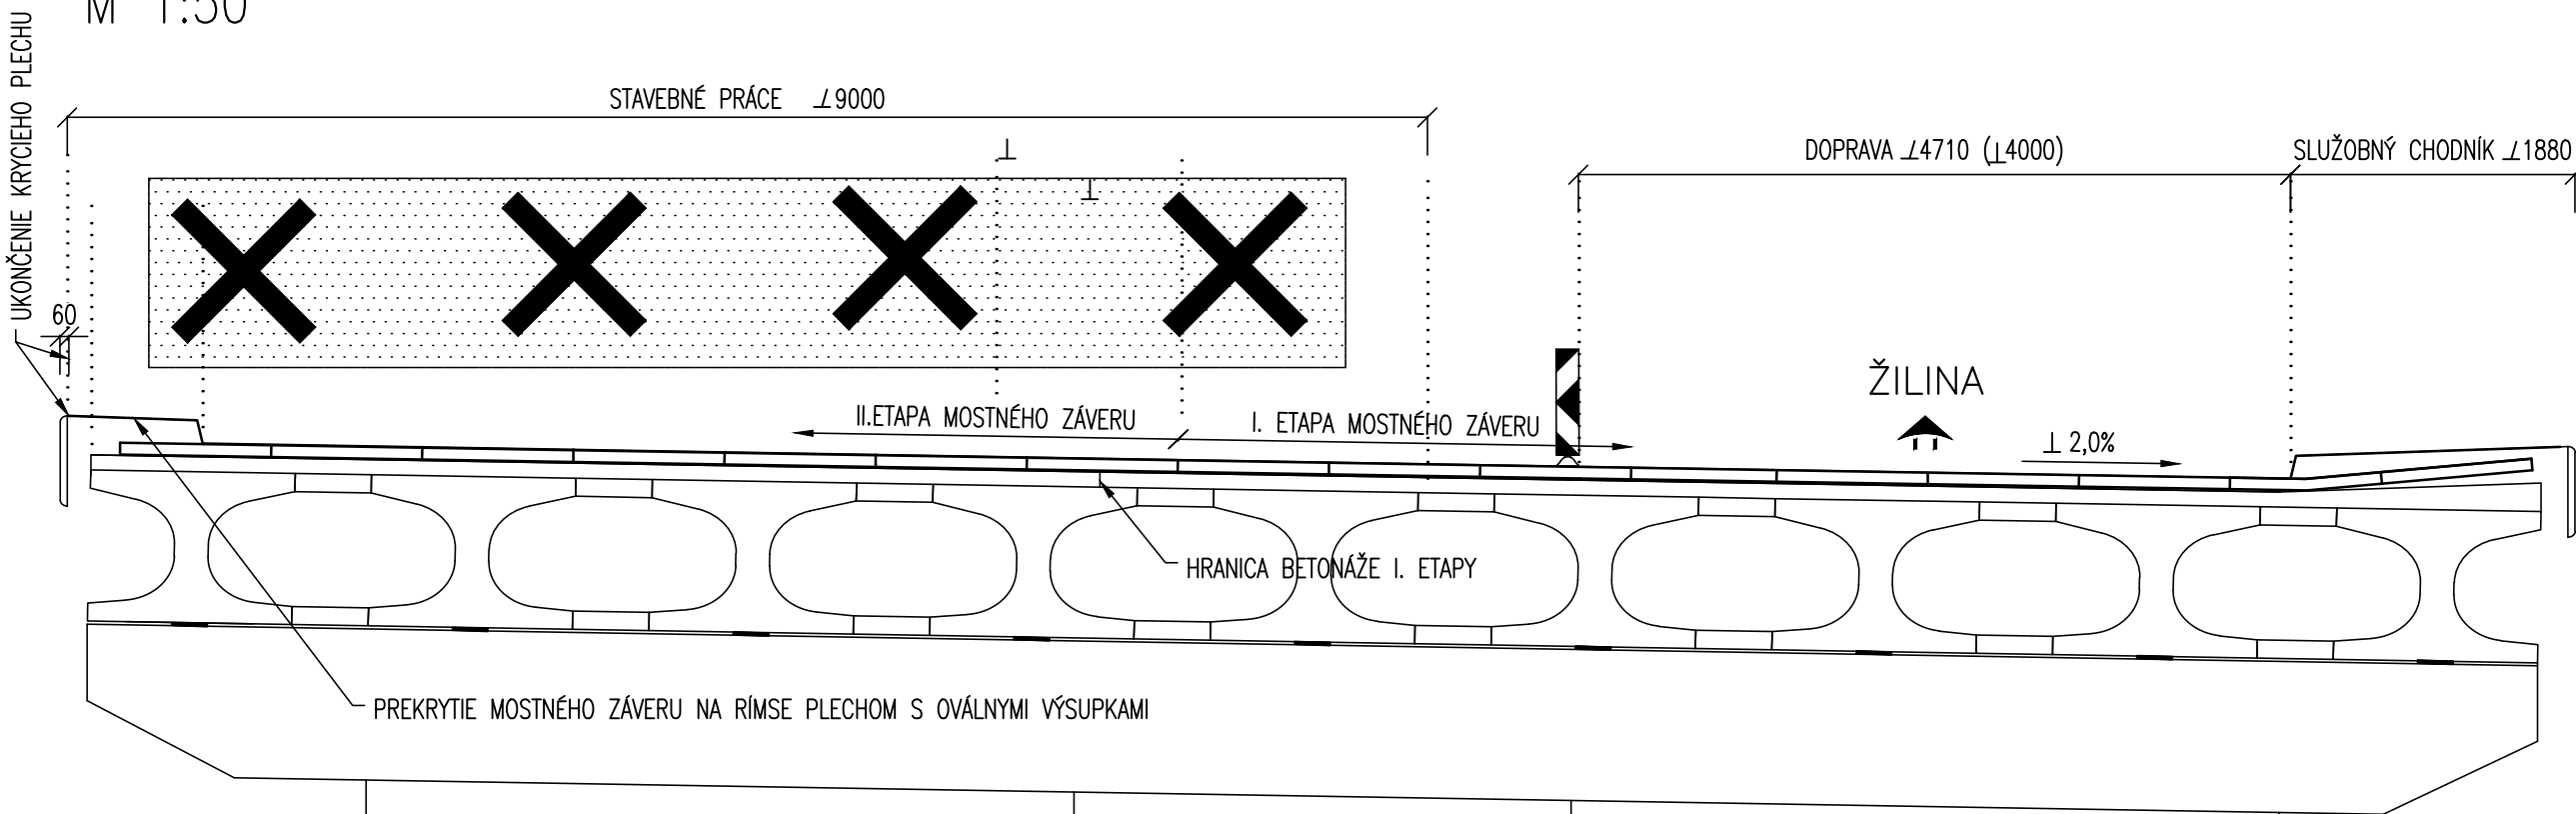 M 1:50
UKONČENIE KRYCIEHO PLECHU
STAVEBNÉ PRÁCE ⦜9000
DOPRAVA ⦜4710 (⊥4000)
SLUŽOBNÝ CHODNÍK ⦜1880
⊥
⊥
60
ŽILINA
II.ETAPA MOSTNÉHO ZÁVERU
I. ETAPA MOSTNÉHO ZÁVERU
⊥ 2,0%
HRANICA BETONÁŽE I. ETAPY
PREKRYTIE MOSTNÉHO ZÁVERU NA RÍMSE PLECHOM S OVÁLNYMI VÝSUPKAMI